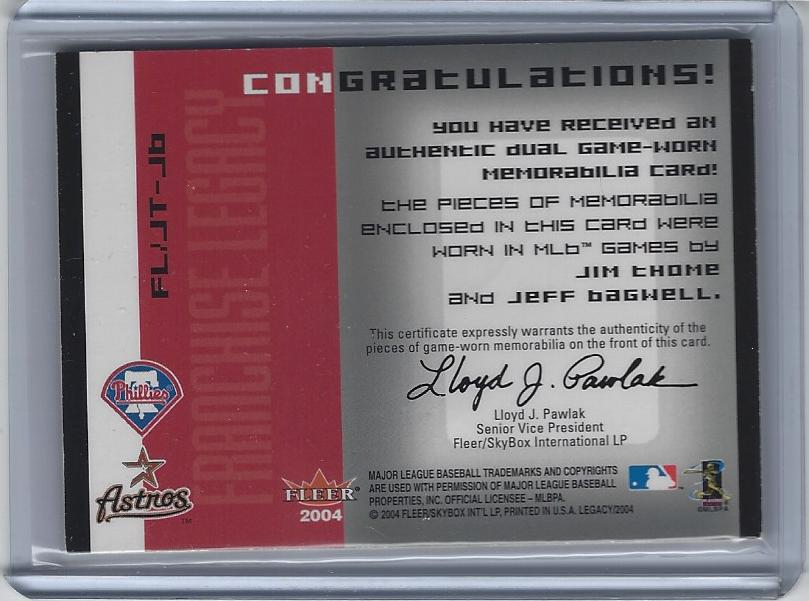 CONGRATULATIONS!
YOU HAVE RECEIVED AN
AUTHENTIC DUAL GAME-WORN
MEMORABILIA CARD!
THE PIECES OF MEMORABILIA
ENCLOSED IN THIS CARD WERE
WORN IN MLB™ GAMES BY
JIM THOME
AND JEFF BAGWELL.
This certificate expressly warrants the authenticity of the
pieces of game-worn memorabilia on the front of this card.
Lloyd J. Pawlak
Lloyd J. Pawlak
Senior Vice President
Fleer/SkyBox International LP
MAJOR LEAGUE BASEBALL TRADEMARKS AND COPYRIGHTS
ARE USED WITH PERMISSION OF MAJOR LEAGUE BASEBALL
PROPERTIES, INC. OFFICIAL LICENSEE – MLBPA.
© 2004 FLEER/SKYBOX INT'L LP, PRINTED IN U.S.A. LEGACY/2004
FL/JT-JB
FRANCHISE LEGACY
Phillies
Astros
TM
FLEER
2004